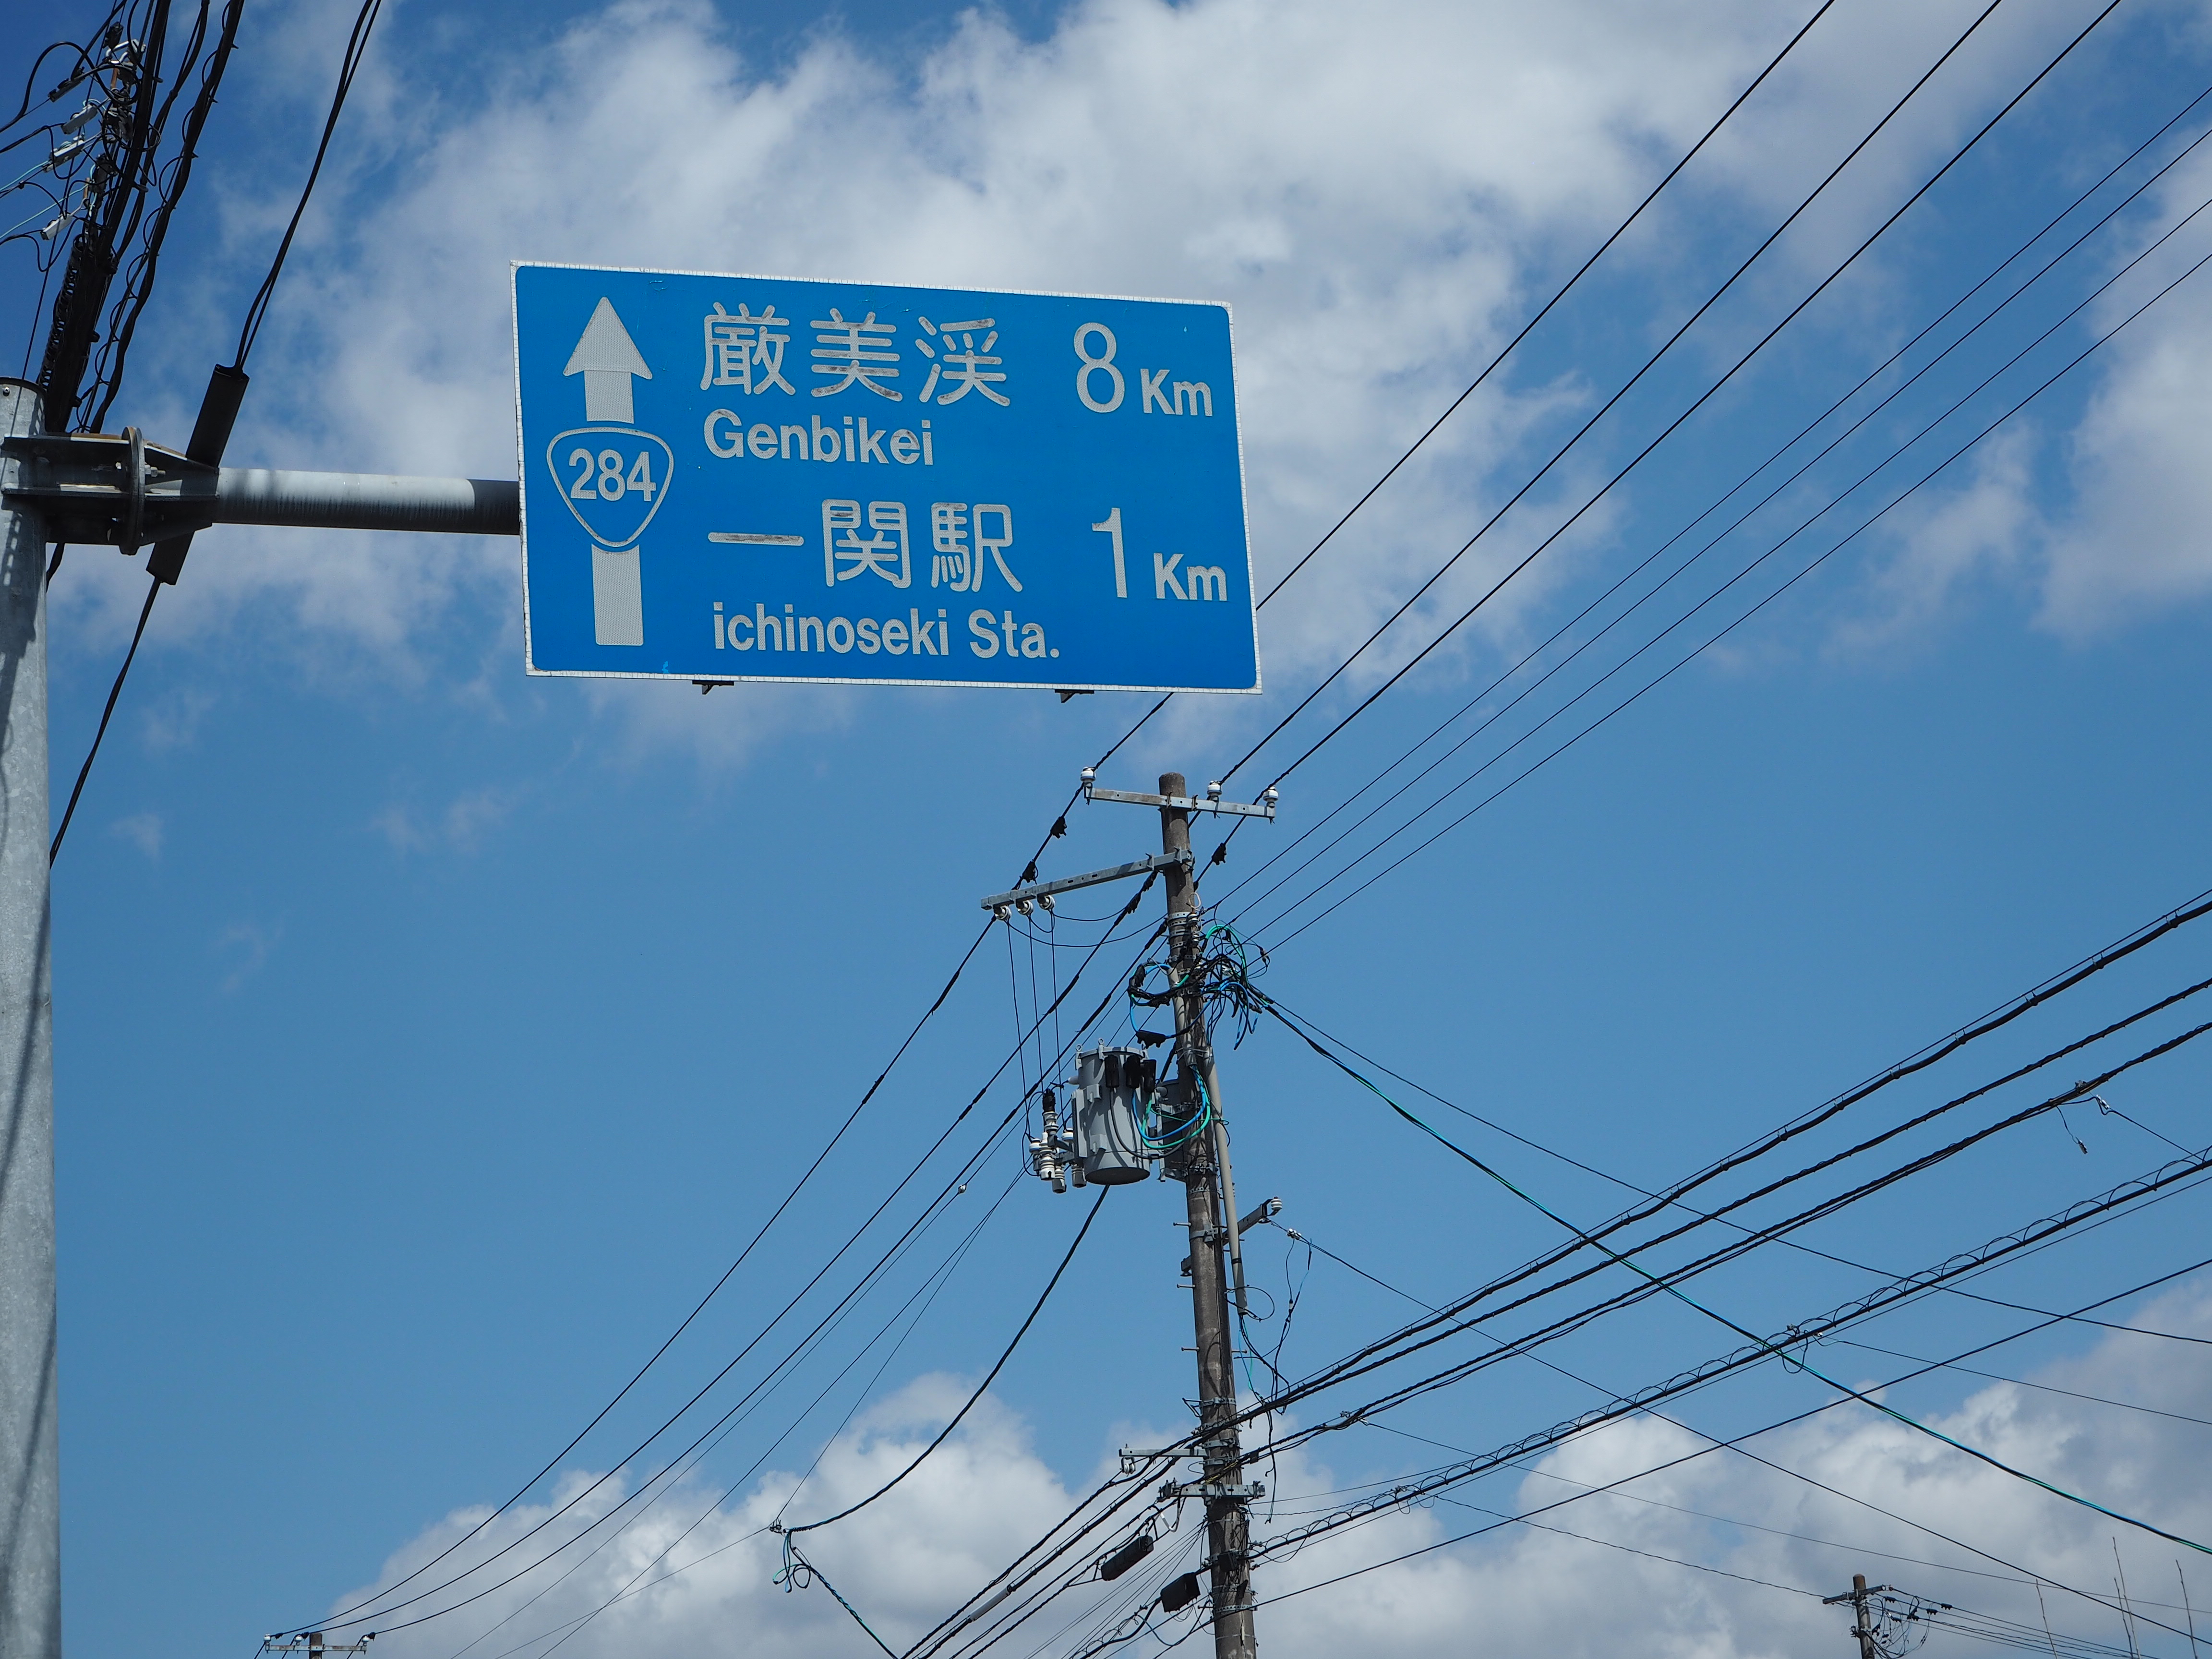 厳美渓 8 Km
Genbikei
284
一関駅 1 Km
ichinoseki Sta.